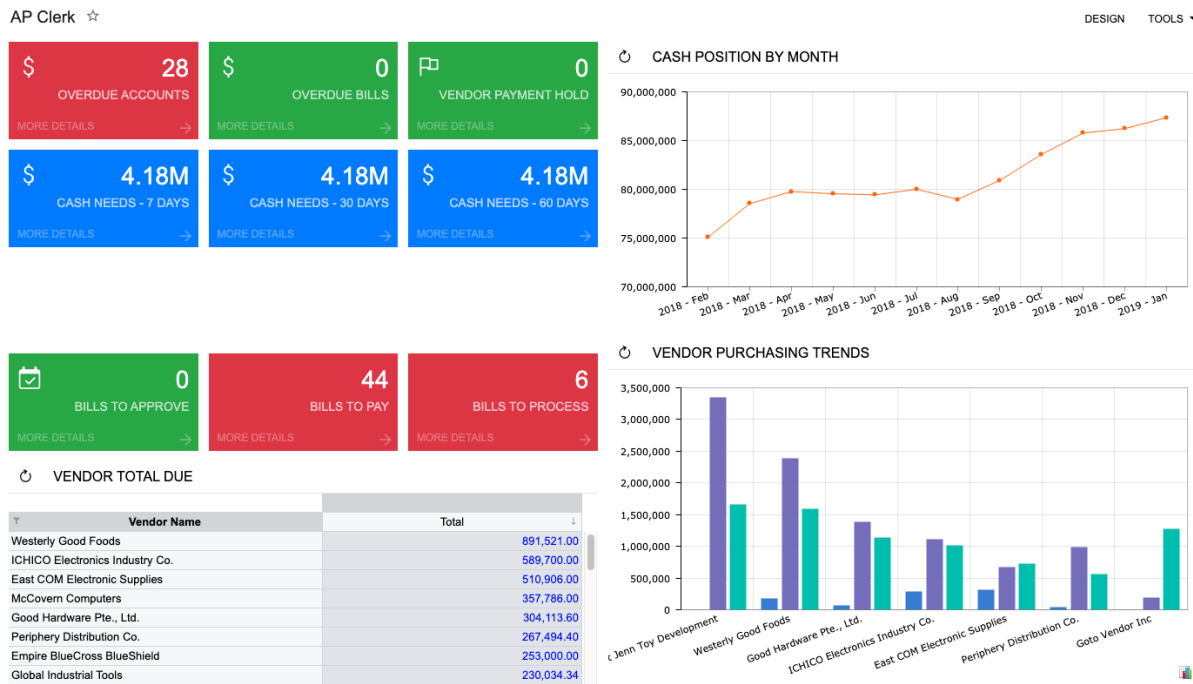 AP Clerk
DESIGN TOOLS
$ 28
OVERDUE ACCOUNTS
MORE DETAILS
$ 0
OVERDUE BILLS
MORE DETAILS
0
VENDOR PAYMENT HOLD
MORE DETAILS
$ 4.18M
CASH NEEDS - 7 DAYS
MORE DETAILS
$ 4.18M
CASH NEEDS - 30 DAYS
MORE DETAILS
$ 4.18M
CASH NEEDS - 60 DAYS
MORE DETAILS
0
BILLS TO APPROVE
MORE DETAILS
44
BILLS TO PAY
MORE DETAILS
6
BILLS TO PROCESS
MORE DETAILS
VENDOR TOTAL DUE
Vendor Name Total
Westerly Good Foods 891,521.00
ICHICO Electronics Industry Co. 589,700.00
East COM Electronic Supplies 510,906.00
McCovern Computers 357,786.00
Good Hardware Pte., Ltd. 304,113.60
Periphery Distribution Co. 267,494.40
Empire BlueCross BlueShield 253,000.00
Global Industrial Tools 230,034.34
CASH POSITION BY MONTH
90,000,000
85,000,000
80,000,000
75,000,000
70,000,000
2018 - Feb
2018 - Mar
2018 - Apr
2018 - May
2018 - Jun
2018 - Jul
2018 - Aug
2018 - Sep
2018 - Oct
2018 - Nov
2018 - Dec
2019 - Jan
VENDOR PURCHASING TRENDS
3,500,000
3,000,000
2,500,000
2,000,000
1,500,000
1,000,000
500,000
0
Jenn Toy Development
Westerly Good Foods
Good Hardware Pte., Ltd.
ICHICO Electronics Industry Co.
East COM Electronic Supplies
Periphery Distribution Co.
Goto Vendor Inc